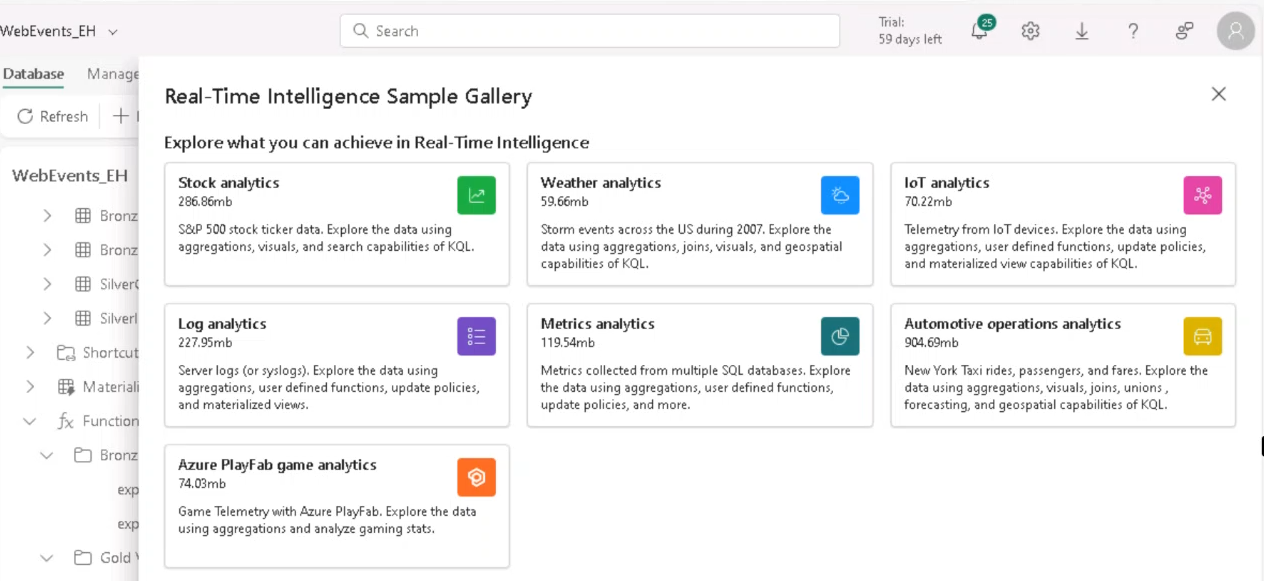 WebEvents_EH
Search
Trial:
59 days left
25
Database
Manage
Refresh
WebEvents_EH
Bronz
Bronz
Silver
SilverI
Shortcut
Materiali
Function
Bronz
exp
exp
Gold
Real-Time Intelligence Sample Gallery
Explore what you can achieve in Real-Time Intelligence
Stock analytics
286.86mb
S&P 500 stock ticker data. Explore the data using
aggregations, visuals, and search capabilities of KQL.
Weather analytics
59.66mb
Storm events across the US during 2007. Explore the
data using aggregations, joins, visuals, and geospatial
capabilities of KQL.
IoT analytics
70.22mb
Telemetry from IoT devices. Explore the data using
aggregations, user defined functions, update policies,
and materialized view capabilities of KQL.
Log analytics
227.95mb
Server logs (or syslogs). Explore the data using
aggregations, user defined functions, update policies,
and materialized views.
Metrics analytics
119.54mb
Metrics collected from multiple SQL databases. Explore
the data using aggregations, user defined functions,
update policies, and more.
Automotive operations analytics
904.69mb
New York Taxi rides, passengers, and fares. Explore the
data using aggregations, visuals, joins, unions ,
forecasting, and geospatial capabilities of KQL.
Azure PlayFab game analytics
74.03mb
Game Telemetry with Azure PlayFab. Explore the data
using aggregations and analyze gaming stats.